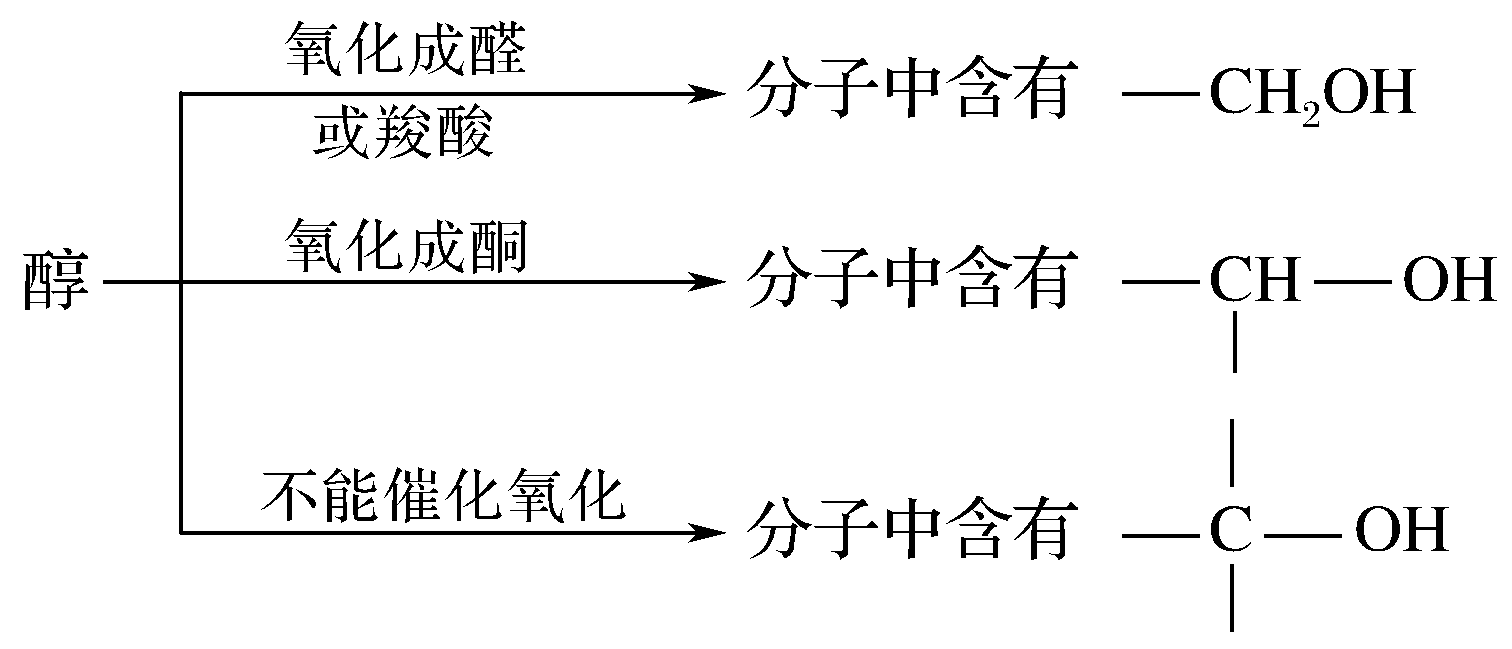 氧化成醛
或羧酸
分子中含有 —CH₂OH
醇
氧化成酮
分子中含有 —CH—OH
不能催化氧化
分子中含有 —C—OH